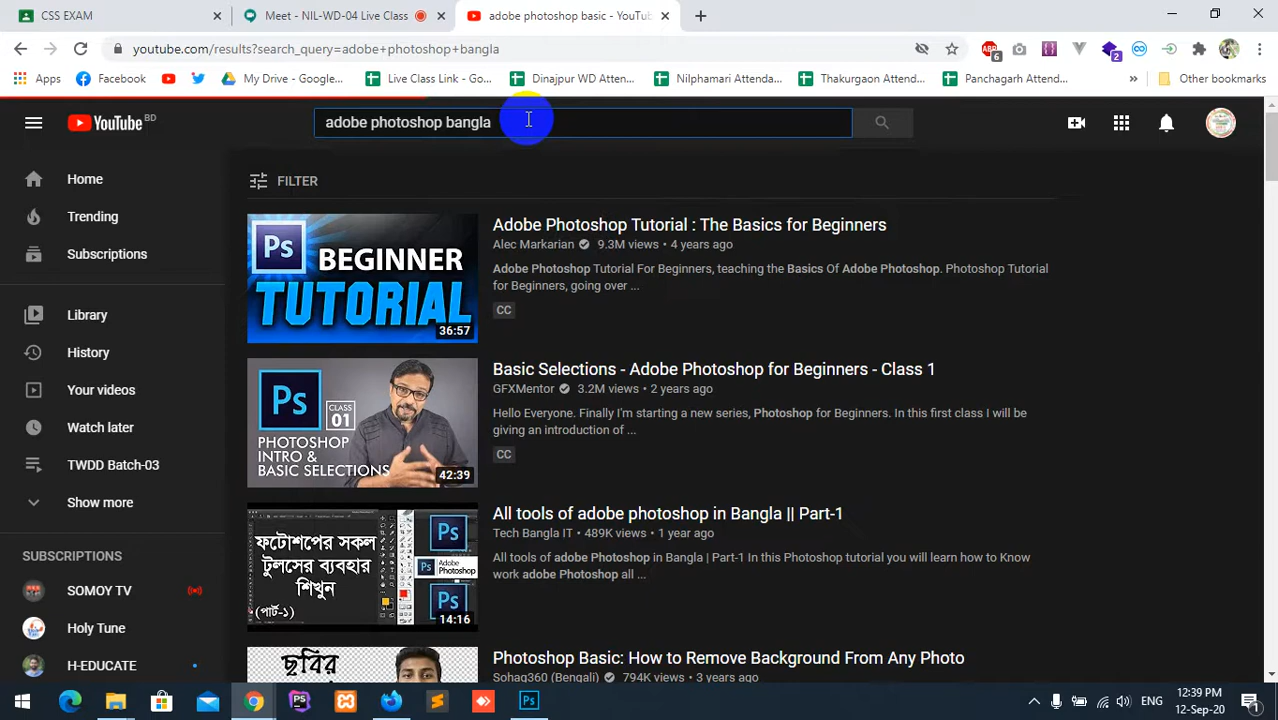 CSS EXAM
Meet - NIL-WD-04 Live Class
adobe photoshop basic - YouTu
youtube.com/results?search_query=adobe+photoshop+bangla
6
2
Apps
Facebook
My Drive - Google...
Live Class Link - Go...
Dinajpur WD Atten...
Nilphamari Attenda...
Thakurgaon Attend...
Panchagarh Attend...
»
Other bookmarks
YouTube BD
adobe photoshop bangla
Home
Trending
Subscriptions
Library
History
Your videos
Watch later
TWDD Batch-03
Show more
SUBSCRIPTIONS
SOMOY TV
Holy Tune
H-EDUCATE
FILTER
Ps
BEGINNER
TUTORIAL
36:57
Adobe Photoshop Tutorial : The Basics for Beginners
Alec Markarian 9.3M views • 4 years ago
Adobe Photoshop Tutorial For Beginners, teaching the Basics Of Adobe Photoshop. Photoshop Tutorial
for Beginners, going over ...
CC
Ps
CLASS
01
PHOTOSHOP
INTRO &
BASIC SELECTIONS
42:39
Basic Selections - Adobe Photoshop for Beginners - Class 1
GFXMentor 3.2M views • 2 years ago
Hello Everyone. Finally I'm starting a new series, Photoshop for Beginners. In this first class I will be
giving an introduction of ...
CC
ফটোশপের সকল
টুলসের ব্যবহার
শিখুন
(পার্ট-১)
Ps
Ps
Adobe
Photoshop
Ps
14:16
All tools of adobe photoshop in Bangla || Part-1
Tech Bangla IT • 489K views • 1 year ago
All tools of adobe Photoshop in Bangla | Part-1 In this Photoshop tutorial you will learn how to Know
work adobe Photoshop all ...
ছবির
Photoshop Basic: How to Remove Background From Any Photo
Sohag360 (Bengali) 794K views • 3 years ago
Ps
Ps
ENG
12:39 PM
12-Sep-20
1